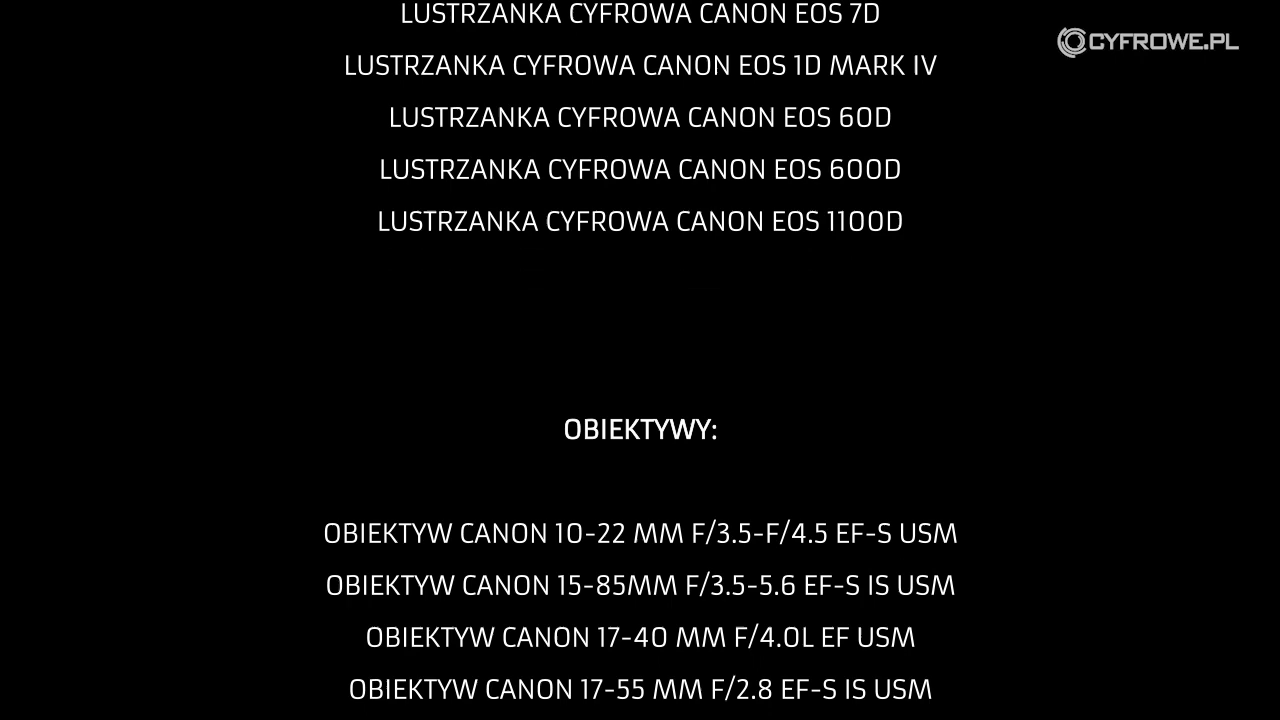 LUSTRZANKA CYFROWA CANON EOS 7D
CYFROWE.PL
LUSTRZANKA CYFROWA CANON EOS 1D MARK IV
LUSTRZANKA CYFROWA CANON EOS 60D
LUSTRZANKA CYFROWA CANON EOS 600D
LUSTRZANKA CYFROWA CANON EOS 1100D
OBIEKTYWY:
OBIEKTYW CANON 10-22 MM F/3.5-F/4.5 EF-S USM
OBIEKTYW CANON 15-85MM F/3.5-5.6 EF-S IS USM
OBIEKTYW CANON 17-40 MM F/4.0L EF USM
OBIEKTYW CANON 17-55 MM F/2.8 EF-S IS USM